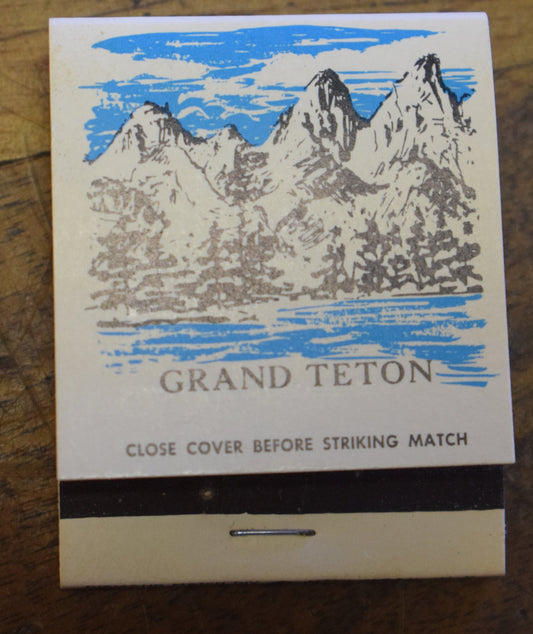 GRAND TETON
CLOSE COVER BEFORE STRIKING MATCH